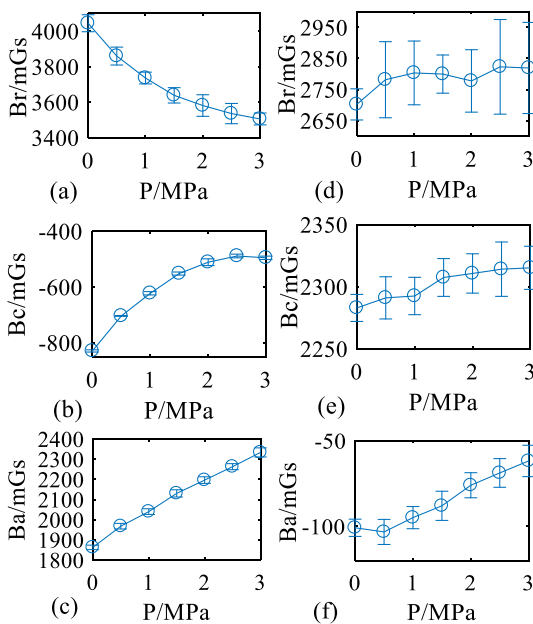 Br/mGs
4000
3800
3600
3400
0 1 2 3
(a) P/MPa
Br/mGs
2950
2850
2750
2650
0 1 2 3
(d) P/MPa
Bc/mGs
-400
-600
-800
0 1 2 3
(b) P/MPa
Bc/mGs
2350
2300
2250
0 1 2 3
(e) P/MPa
Ba/mGs
2400
2300
2200
2100
2000
1900
1800
0 1 2 3
(c) P/MPa
Ba/mGs
-50
-100
0 1 2 3
(f) P/MPa